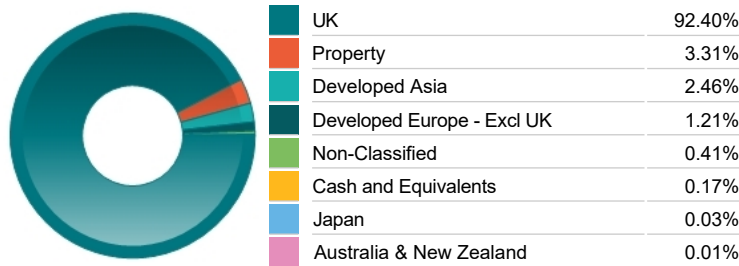 UK 92.40%
Property 3.31%
Developed Asia 2.46%
Developed Europe - Excl UK 1.21%
Non-Classified 0.41%
Cash and Equivalents 0.17%
Japan 0.03%
Australia & New Zealand 0.01%